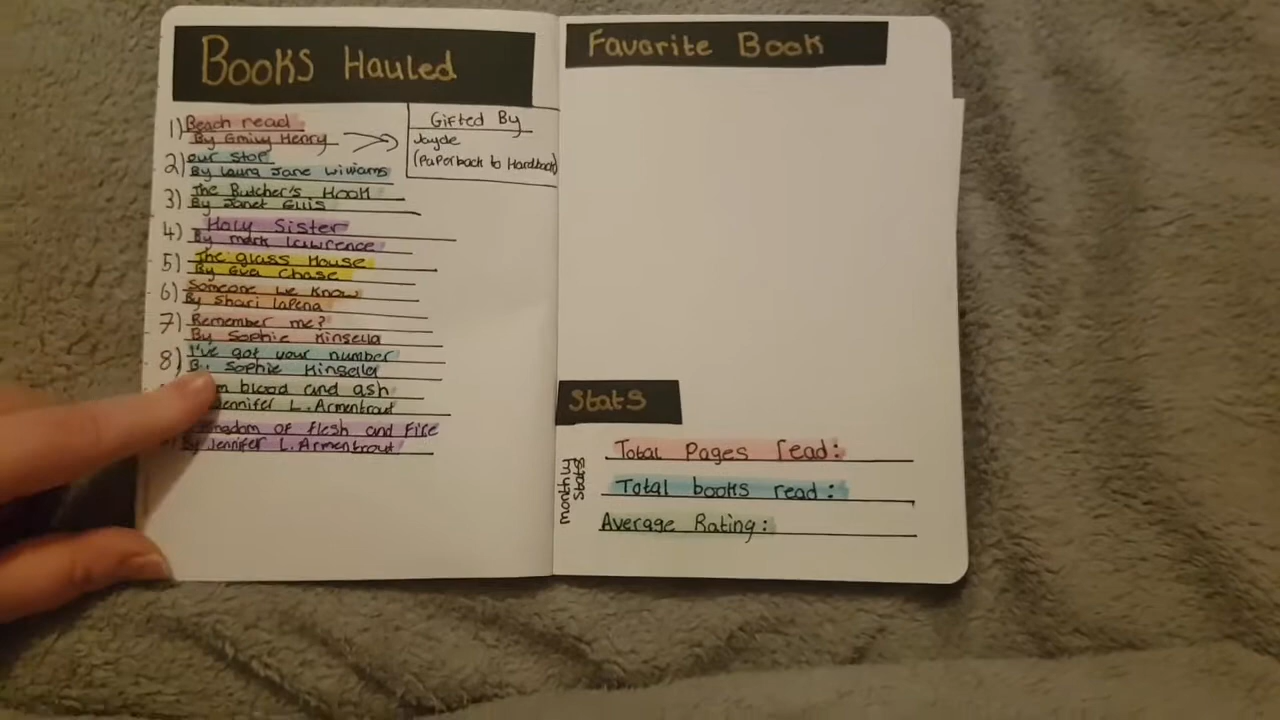 Books Hauled
1) Beach read
By Emily Henry
Gifted By
Jayde
(Paperback to Hardback)
2) our stop
By Laura Jane Williams
3) The Butcher's Hook
By Janet Ellis
4) Holy Sister
By mark Lawrence
5) The glass House
By Eva Chase
6) Someone we know
By Shari Lapena
7) Remember me?
By Sophie Kinsella
8) I've got your number
By Sophie Kinsella
blood and ash
Jennifer L. Armentrout
of flesh and Fire
By Jennifer L. Armentrout
Favorite Book
Stats
monthly
stats
Total Pages read:
Total books read:
Average Rating: